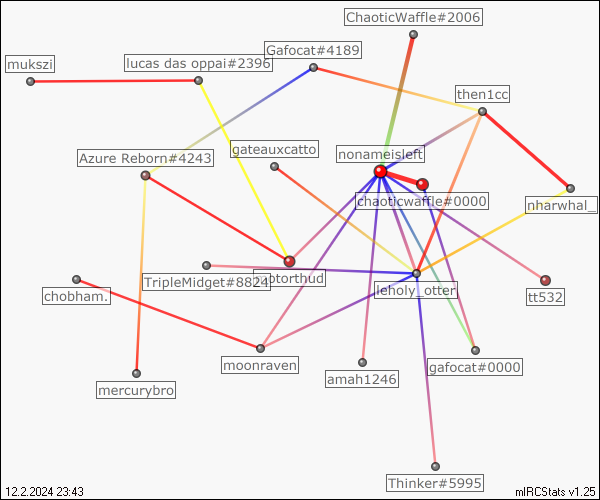 ChaoticWaffle#2006
Gafocat#4189
mukszi
lucas das oppai#2396
then1cc
gateauxcatto
nonameisleft
Azure Reborn#4243
chaoticwaffle#0000
nharwhal_
TripleMidget#8824
leholy_otter
chobham.
tt532
moonraven
gafocat#0000
amah1246
mercurybro
Thinker#5995
12.2.2024 23:43
mIRCStats v1.25